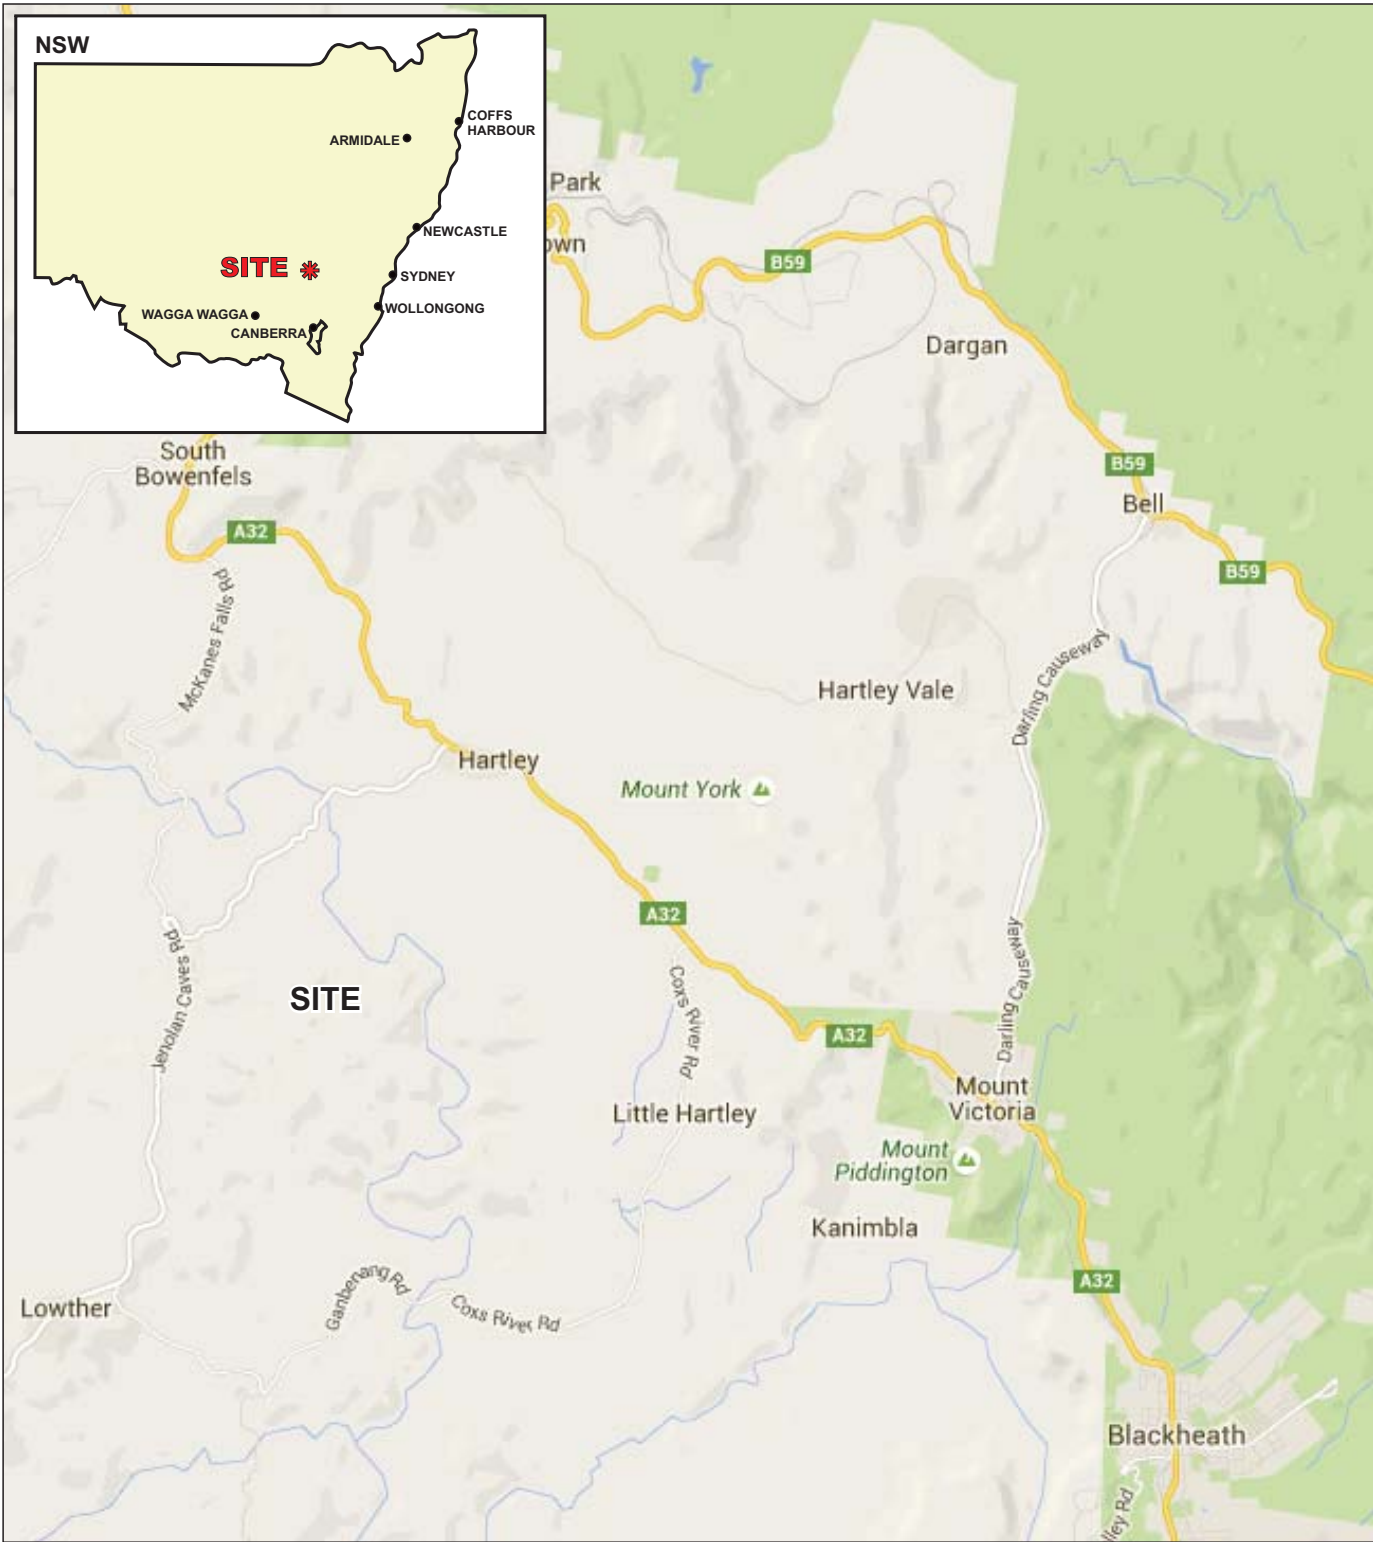 NSW
COFFS
HARBOUR
ARMIDALE
NEWCASTLE
SITE
SYDNEY
WOLLONGONG
WAGGA WAGGA
CANBERRA
Park
own
B59
Dargan
South
Bowenfels
A32
B59
Bell
B59
McKanes Falls Rd
Darling Causeway
Hartley Vale
Hartley
Mount York
A32
Jenolan Caves Rd
SITE
Coxs River Rd
Darling Causeway
A32
Mount
Victoria
Little Hartley
Mount
Piddington
Kanimbla
A32
Ganbenang Rd
Coxs River Rd
Lowther
Blackheath
lley Rd